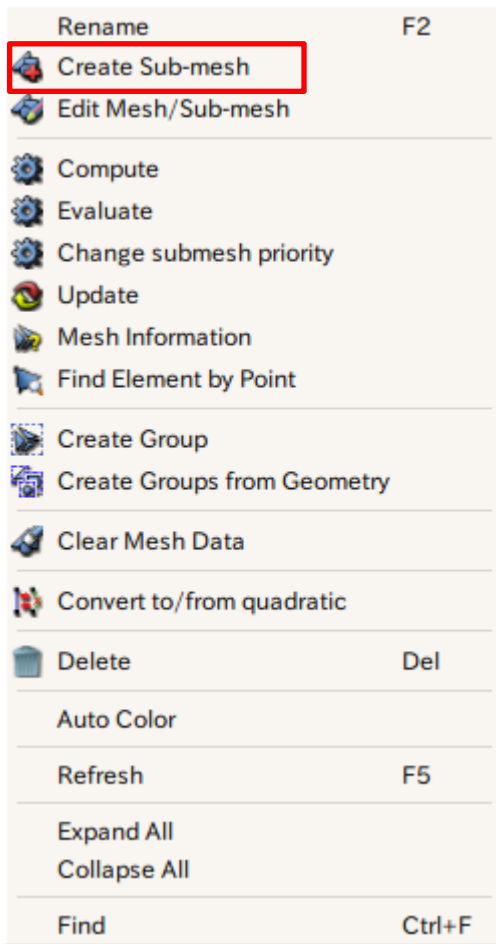 Rename F2
Create Sub-mesh
Edit Mesh/Sub-mesh
Compute
Evaluate
Change submesh priority
Update
Mesh Information
Find Element by Point
Create Group
Create Groups from Geometry
Clear Mesh Data
Convert to/from quadratic
Delete Del
Auto Color
Refresh F5
Expand All
Collapse All
Find Ctrl+F